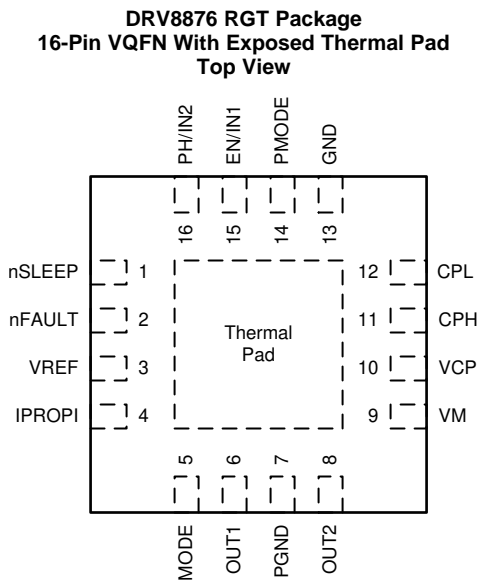 DRV8876 RGT Package
16-Pin VQFN With Exposed Thermal Pad
Top View
PH/IN2
EN/IN1
PMODE
GND
16
15
14
13
nSLEEP 1
nFAULT 2
VREF 3
IPROPI 4
Thermal
Pad
12 CPL
11 CPH
10 VCP
9 VM
5
6
7
8
MODE
OUT1
PGND
OUT2